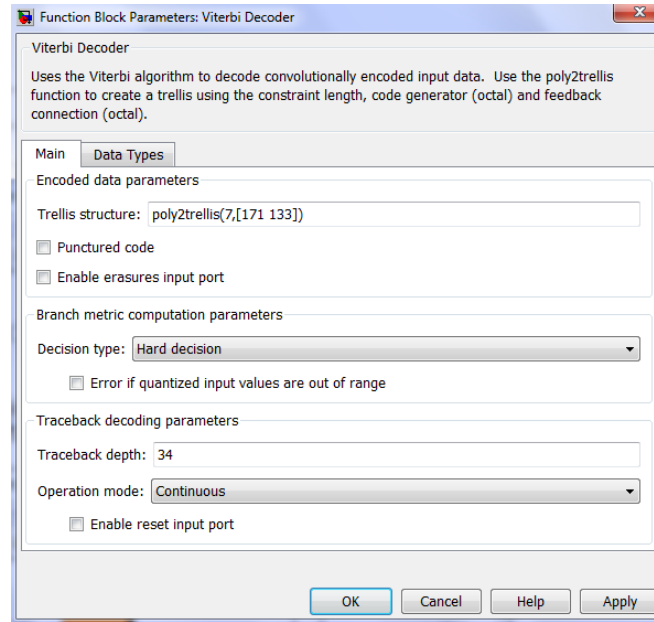 Function Block Parameters: Viterbi Decoder
Viterbi Decoder
Uses the Viterbi algorithm to decode convolutionally encoded input data. Use the poly2trellis
function to create a trellis using the constraint length, code generator (octal) and feedback
connection (octal).
Main Data Types
Encoded data parameters
Trellis structure: poly2trellis(7,[171 133])
Punctured code
Enable erasures input port
Branch metric computation parameters
Decision type: Hard decision
Error if quantized input values are out of range
Traceback decoding parameters
Traceback depth: 34
Operation mode: Continuous
Enable reset input port
OK Cancel Help Apply